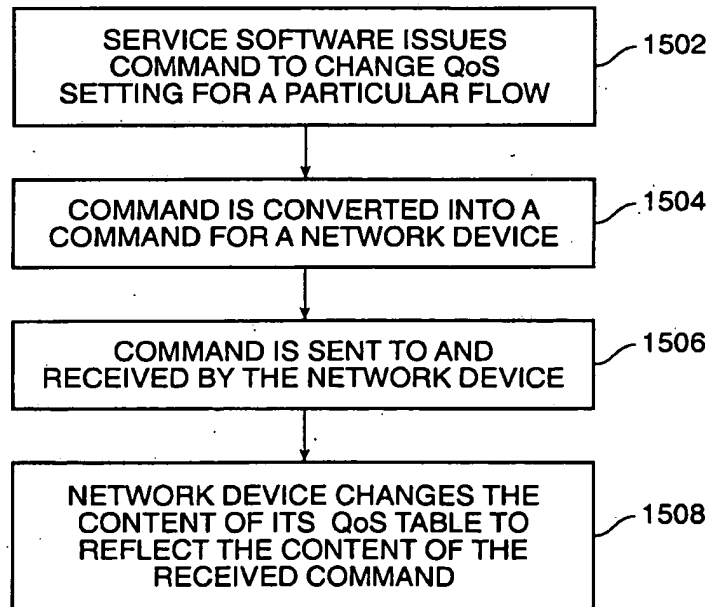 SERVICE SOFTWARE ISSUES
COMMAND TO CHANGE QoS
SETTING FOR A PARTICULAR FLOW
1502
COMMAND IS CONVERTED INTO A
COMMAND FOR A NETWORK DEVICE
1504
COMMAND IS SENT TO AND
RECEIVED BY THE NETWORK DEVICE
1506
NETWORK DEVICE CHANGES THE
CONTENT OF ITS QoS TABLE TO
REFLECT THE CONTENT OF THE
RECEIVED COMMAND
1508